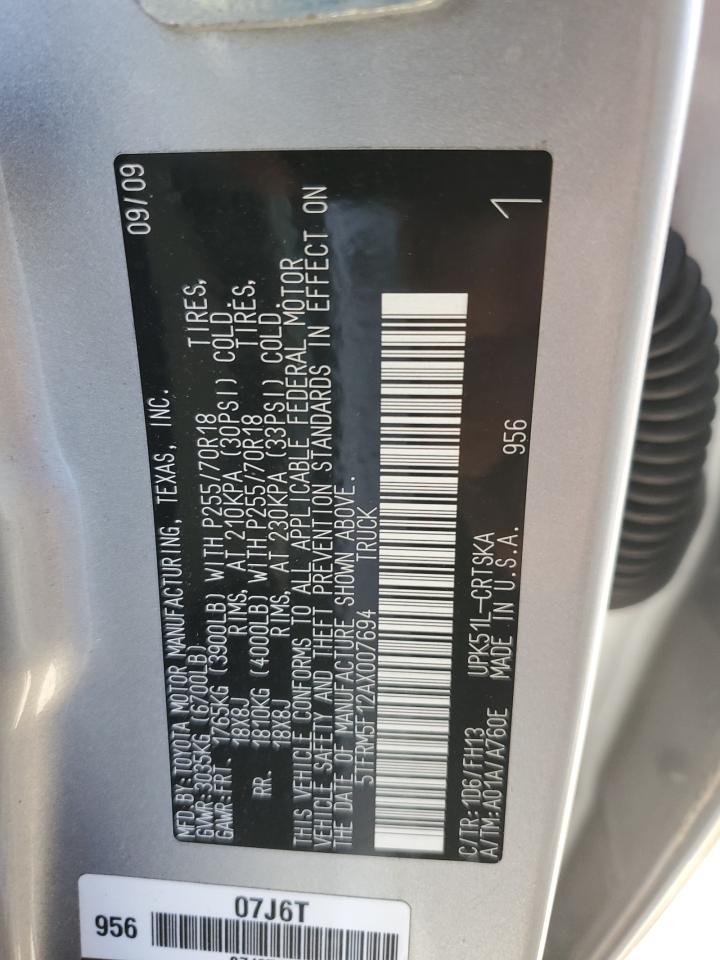 MFD.BY:TOYOTA MOTOR MANUFACTURING, TEXAS, INC. 09/09
GVWR:3035KG (6700LB)
GAWR:FRT. 1765KG (3900LB) WITH P255/70R18 TIRES,
18X8J RIMS, AT 210KPA (30PSI) COLD.
RR. 1810KG (4000LB) WITH P255/70R18 TIRES,
18X8J RIMS, AT 230KPA (33PSI) COLD.
THIS VEHICLE CONFORMS TO ALL APPLICABLE FEDERAL MOTOR
VEHICLE SAFETY AND THEFT PREVENTION STANDARDS IN EFFECT ON
THE DATE OF MANUFACTURE SHOWN ABOVE.
5TFRM5F12AX007694 TRUCK
C/TR:1D6/FH13 UPK51L-CRTSKA 956 1
A/TM:A01A/A760E MADE IN U.S.A.
07J6T
956